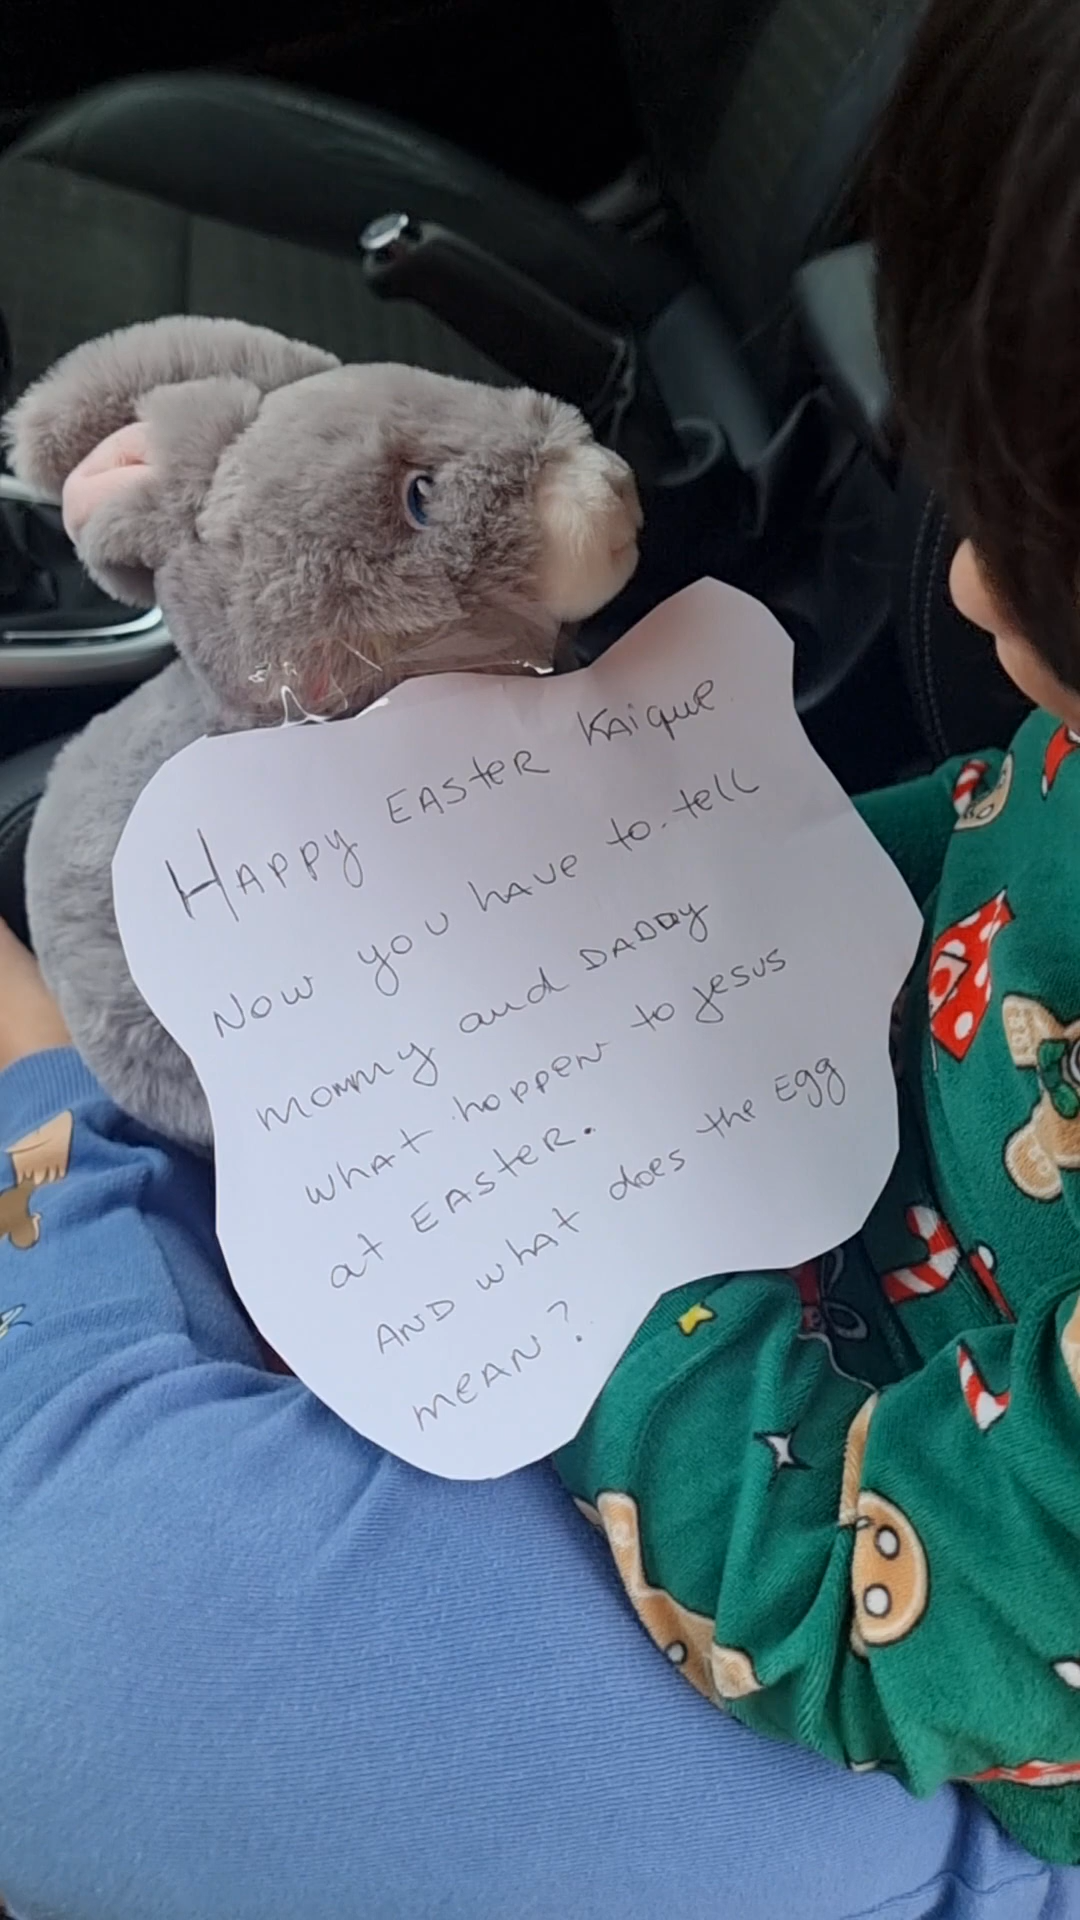 HAPPY EASTER KAique.
Now you have to tell
mommy and DADDY
what hoppen to Jesus
at EASTER.
AND what does the Egg
meAN?